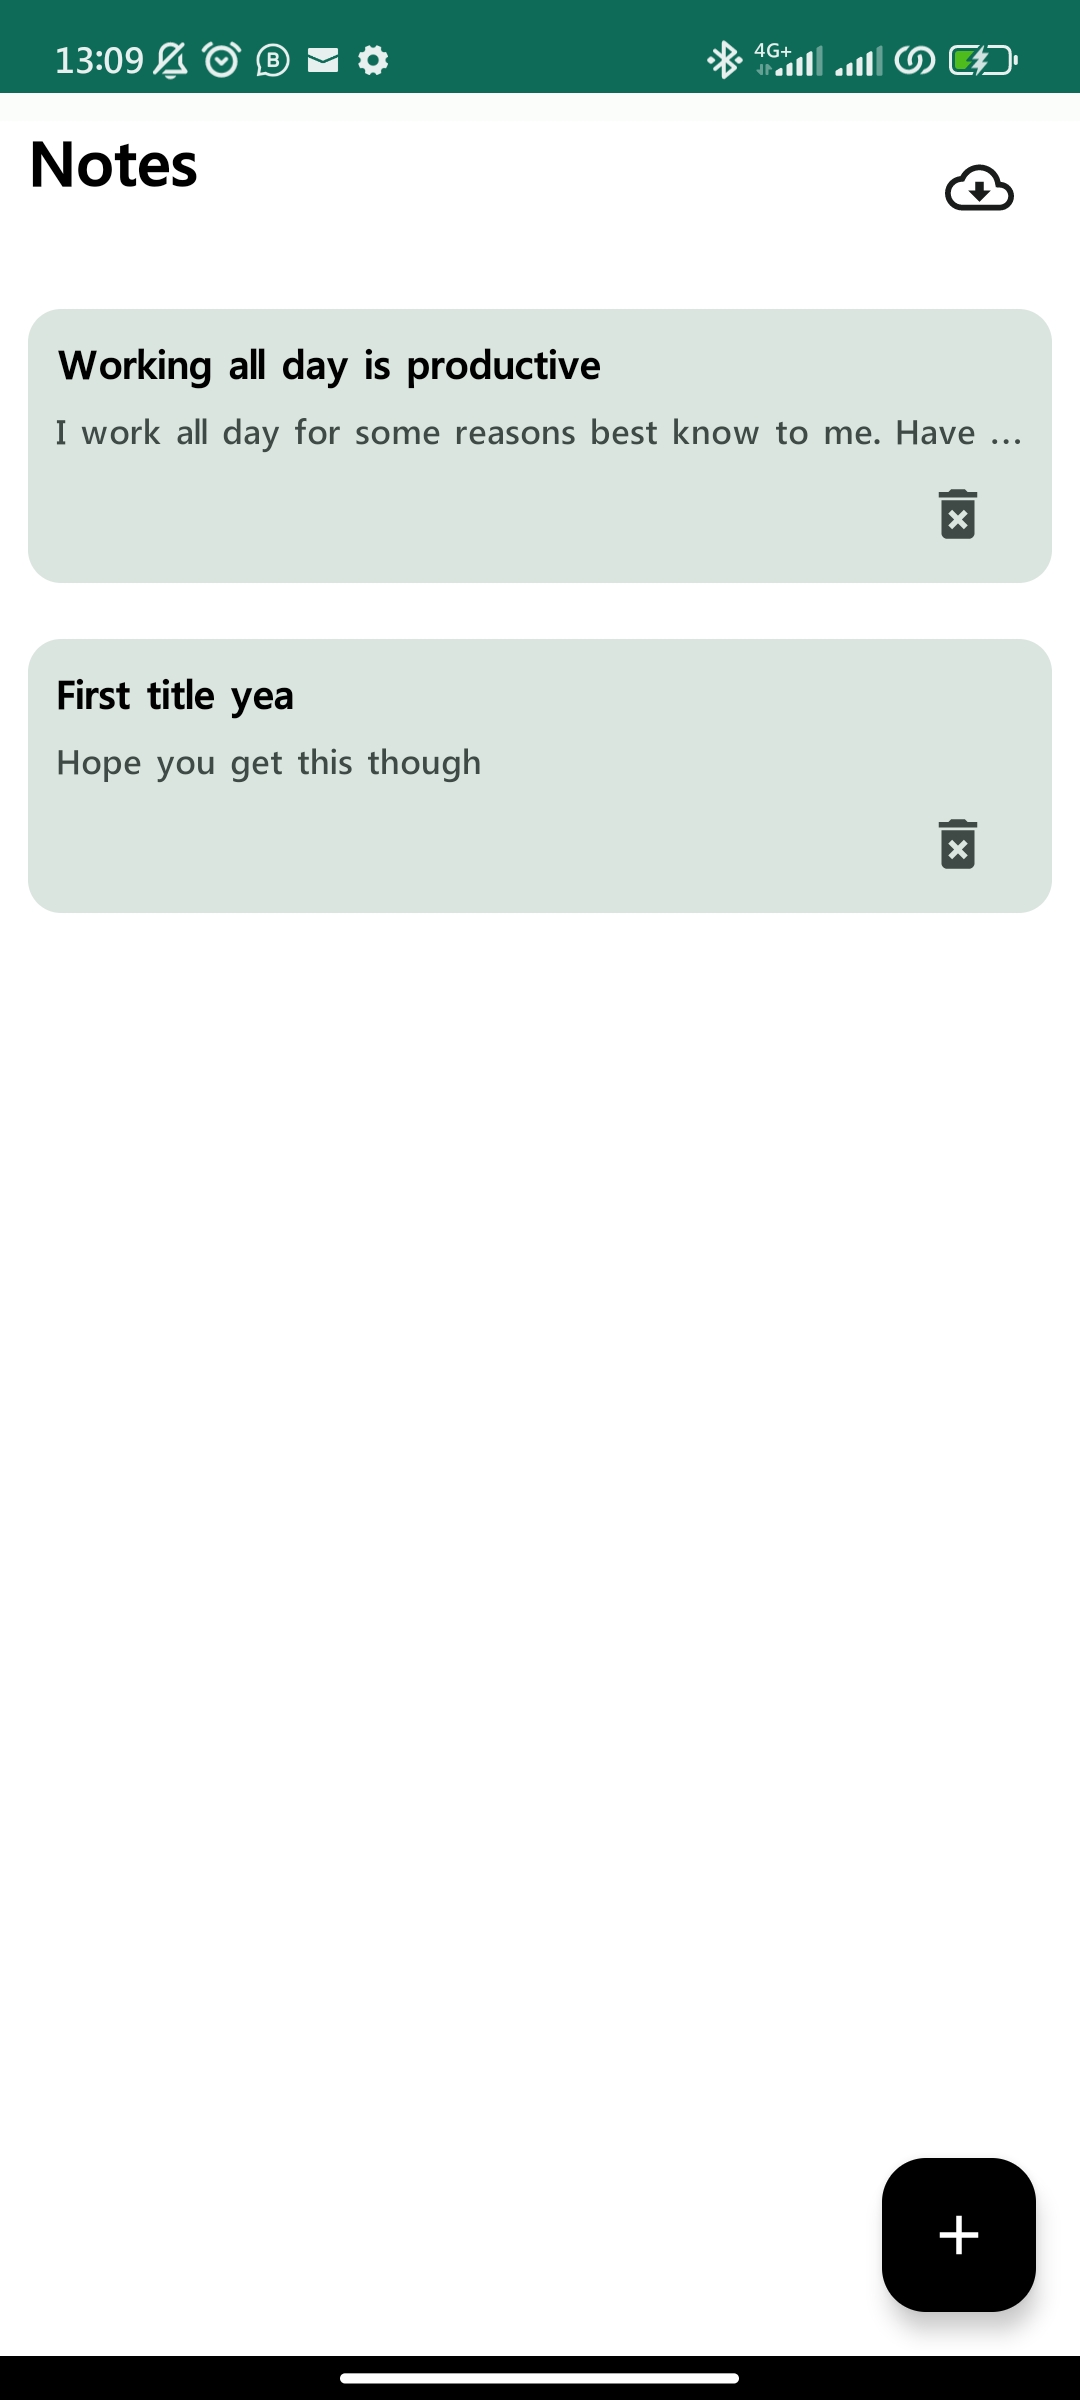 13:09
4G+
Notes
Working all day is productive
I work all day for some reasons best know to me. Have ...
First title yea
Hope you get this though